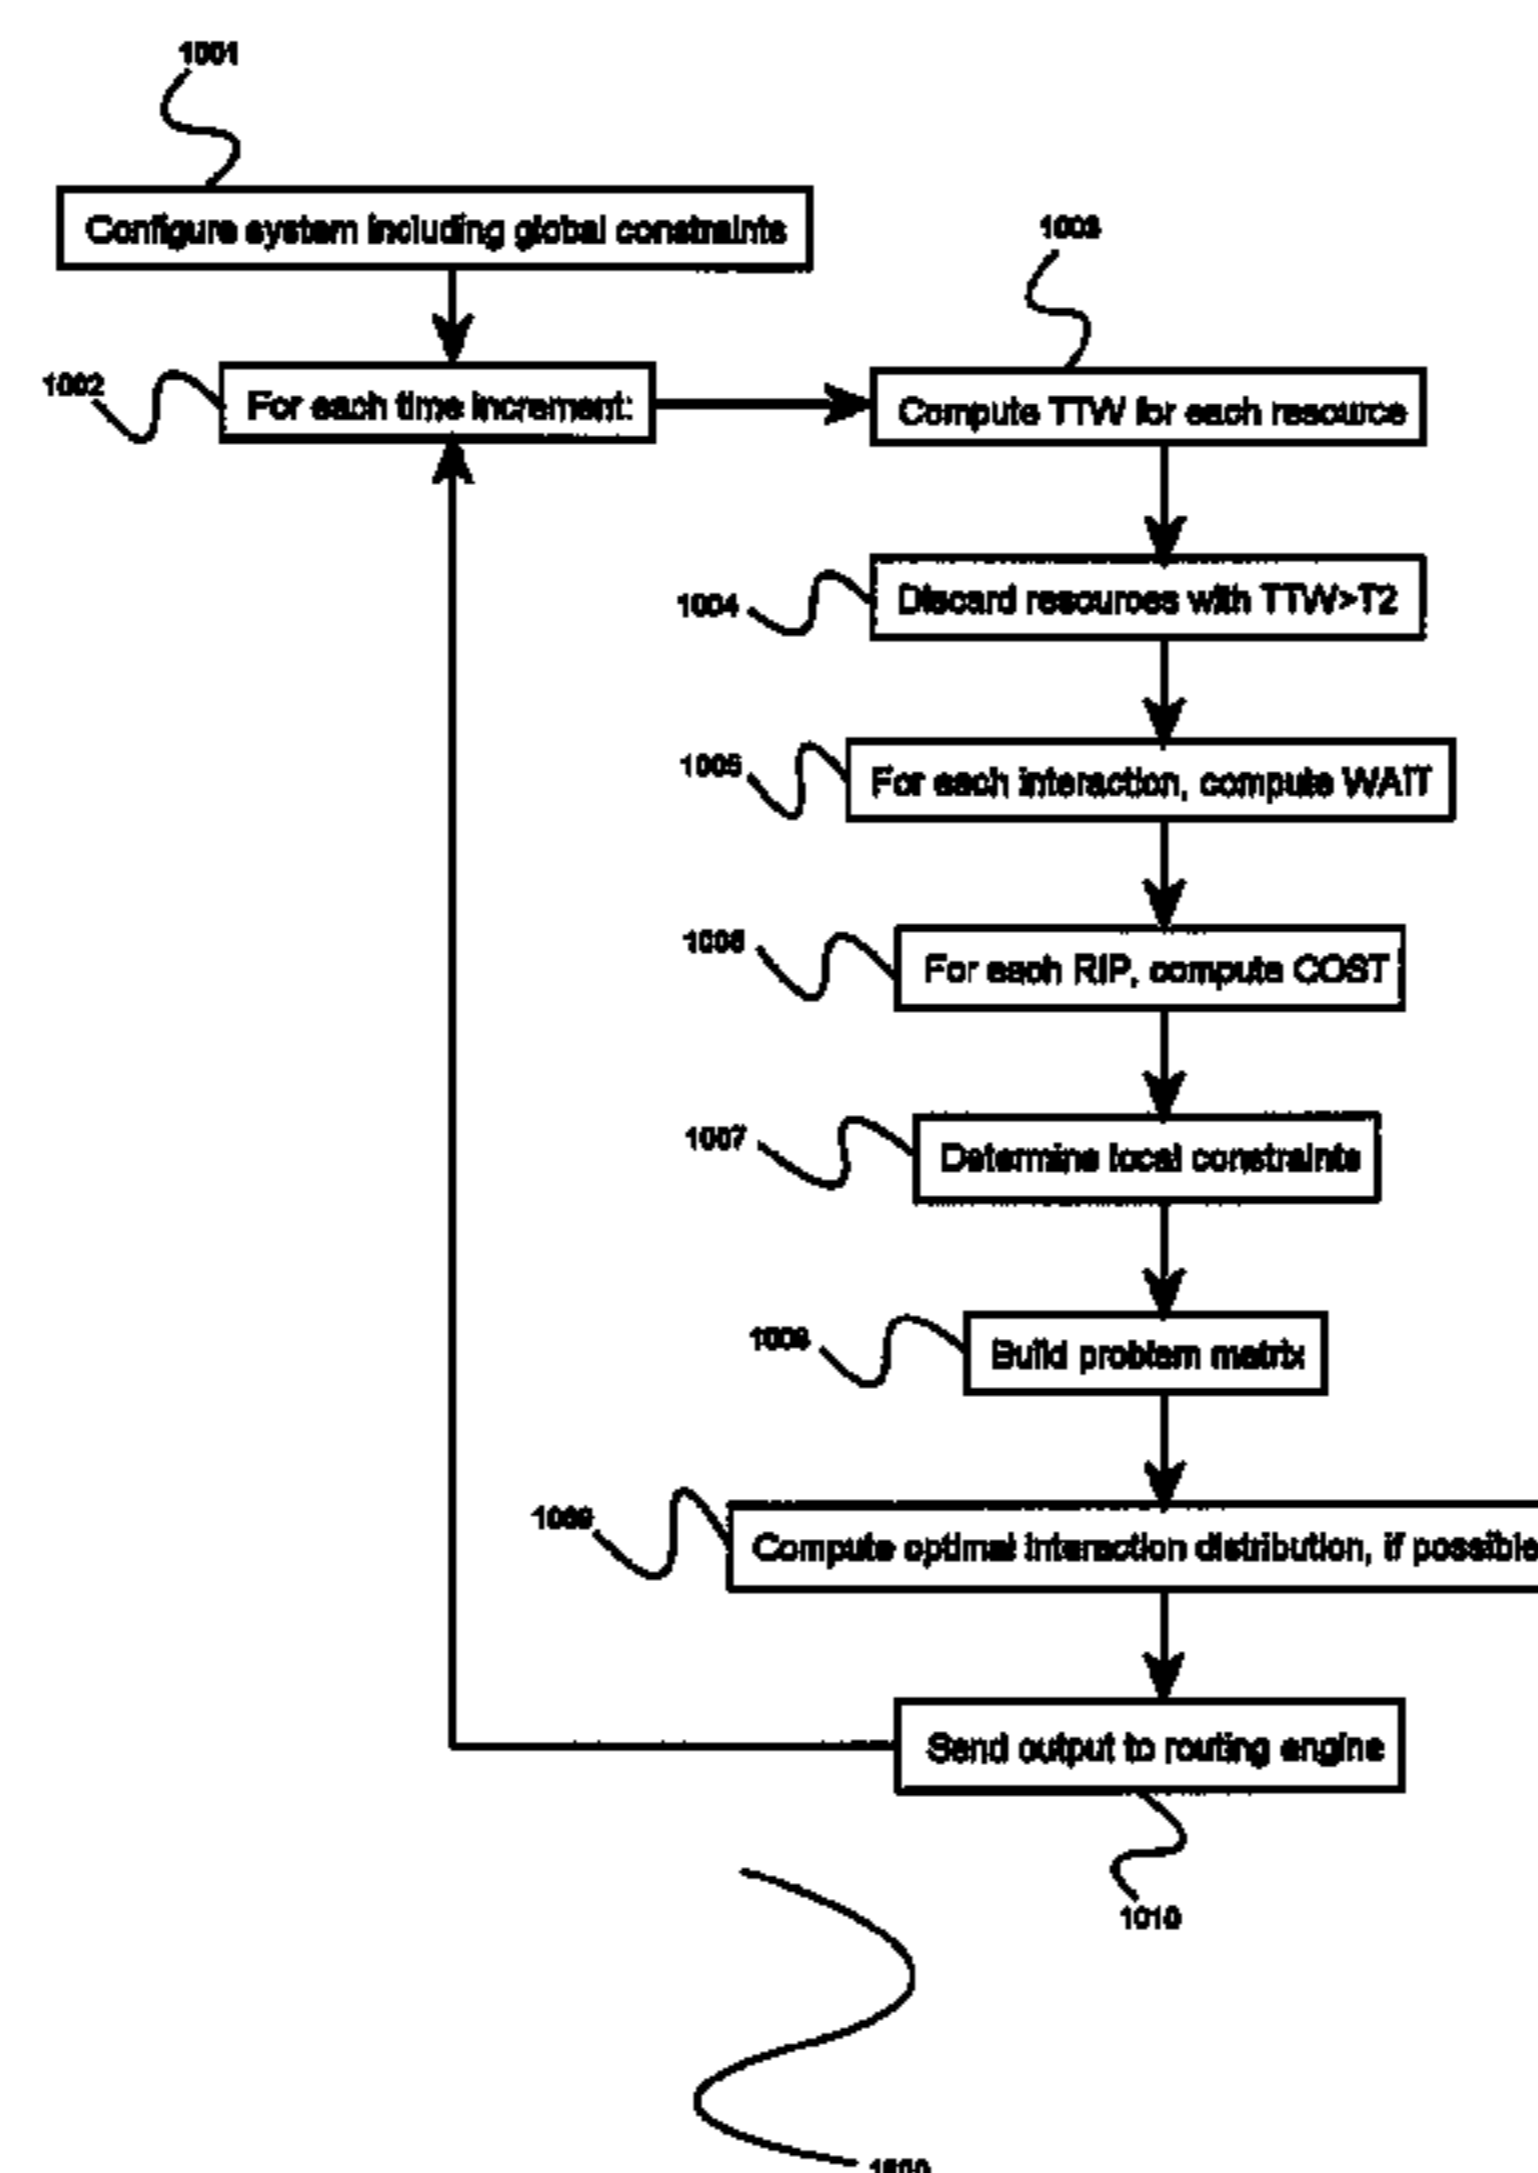 1001
Configure system including global constraints
1003
1002
For each time increment:
Compute TTW for each resource
1004
Discard resources with TTW>T2
1005
For each interaction, compute WAIT
1006
For each RIP, compute COST
1007
Determine local constraints
1008
Build problem matrix
1009
Compute optimal interaction distribution, if possible
Send output to routing engine
1010